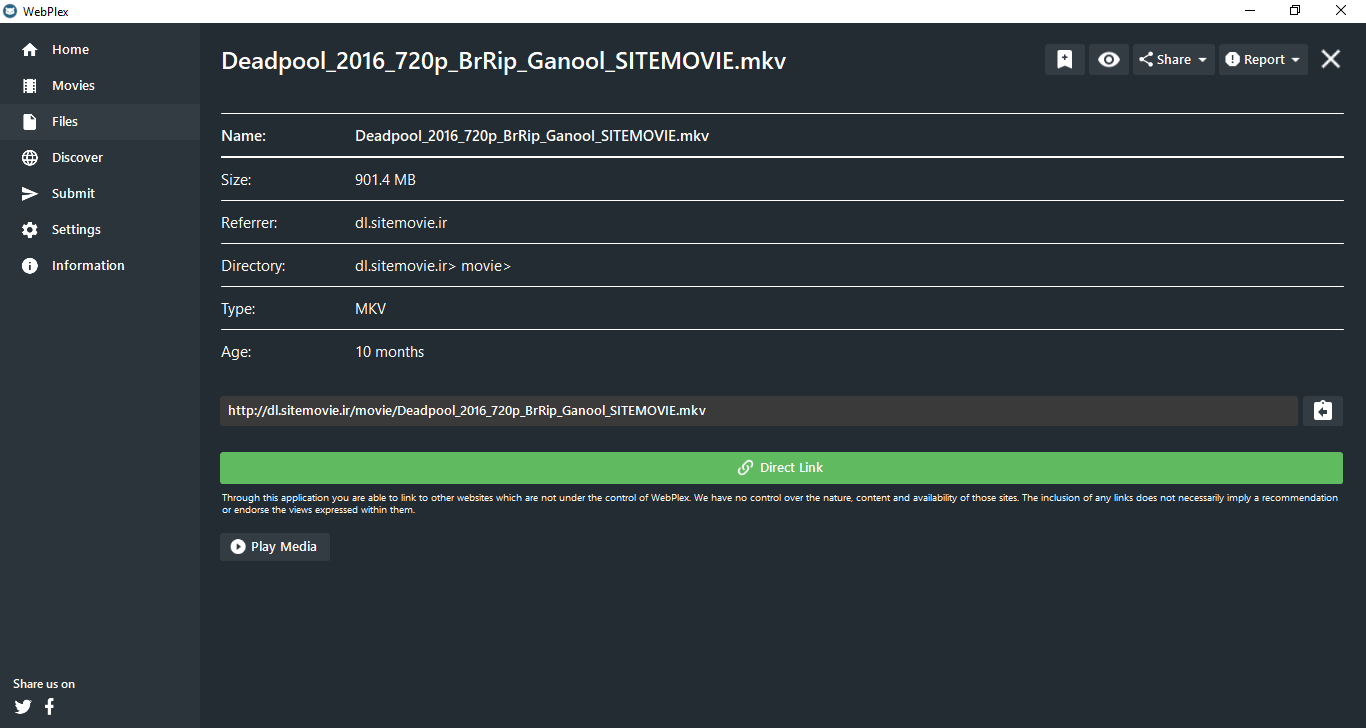 WebPlex
Home
Movies
Files
Discover
Submit
Settings
Information
Share us on
Deadpool_2016_720p_BrRip_Ganool_SITEMOVIE.mkv
Share
Report
Name: Deadpool_2016_720p_BrRip_Ganool_SITEMOVIE.mkv
Size: 901.4 MB
Referrer: dl.sitemovie.ir
Directory: dl.sitemovie.ir> movie>
Type: MKV
Age: 10 months
http://dl.sitemovie.ir/movie/Deadpool_2016_720p_BrRip_Ganool_SITEMOVIE.mkv
Direct Link
Through this application you are able to link to other websites which are not under the control of WebPlex. We have no control over the nature, content and availability of those sites. The inclusion of any links does not necessarily imply a recommendation
or endorse the views expressed within them.
Play Media